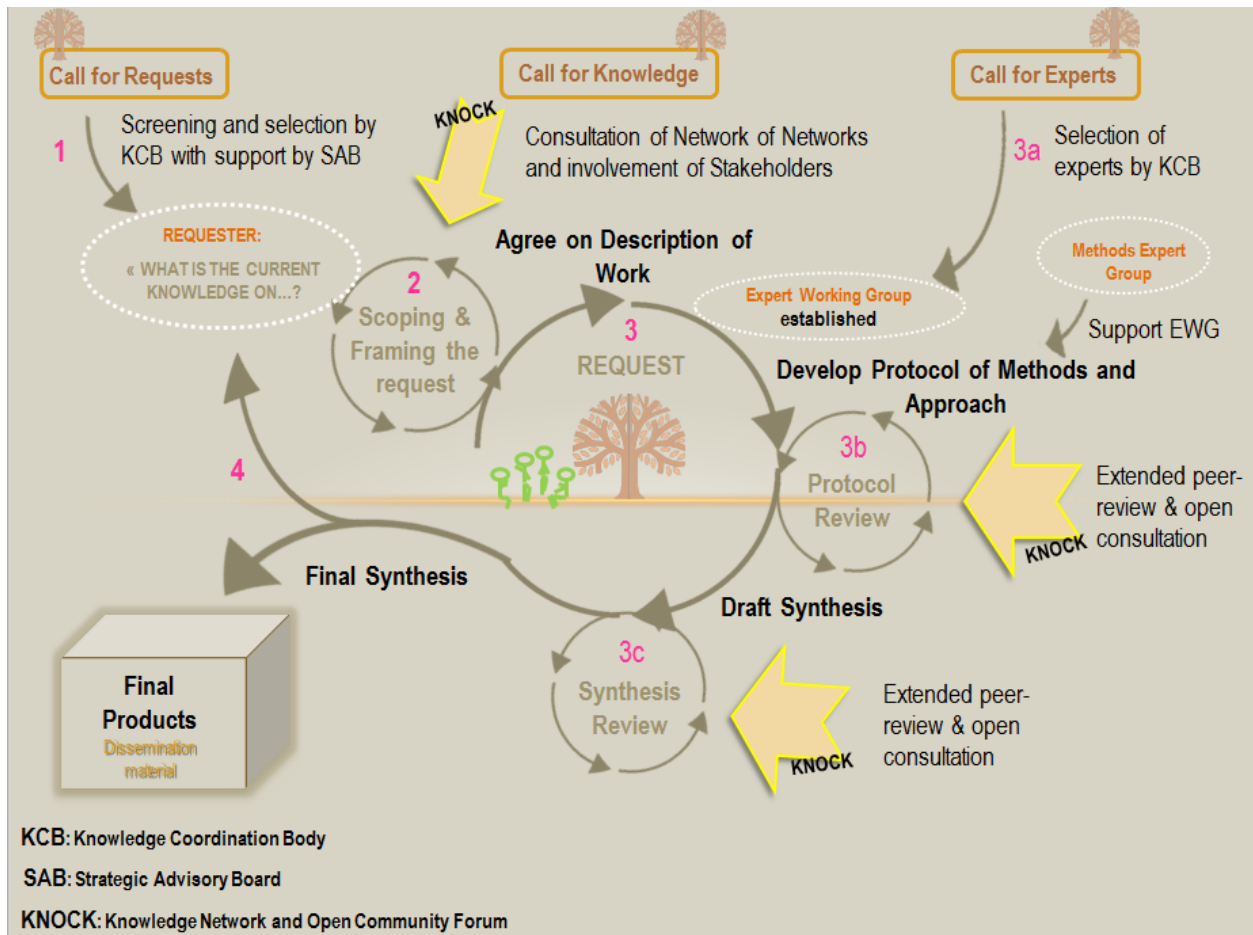 Call for Requests
Call for Knowledge
Call for Experts
1
Screening and selection by
KCB with support by SAB
KNOCK
Consultation of Network of Networks
and involvement of Stakeholders
3a
Selection of
experts by KCB
REQUESTER:
« WHAT IS THE CURRENT
KNOWLEDGE ON...?
2
Scoping &
Framing the
request
Agree on Description of
Work
3
REQUEST
Expert Working Group
established
Methods Expert
Group
Support EWG
Develop Protocol of Methods and
Approach
3b
Protocol
Review
KNOCK
Extended peer-
review & open
consultation
4
Final Synthesis
Draft Synthesis
3c
Synthesis
Review
KNOCK
Extended peer-
review & open
consultation
Final
Products
Dissemination
material
KCB: Knowledge Coordination Body
SAB: Strategic Advisory Board
KNOCK: Knowledge Network and Open Community Forum